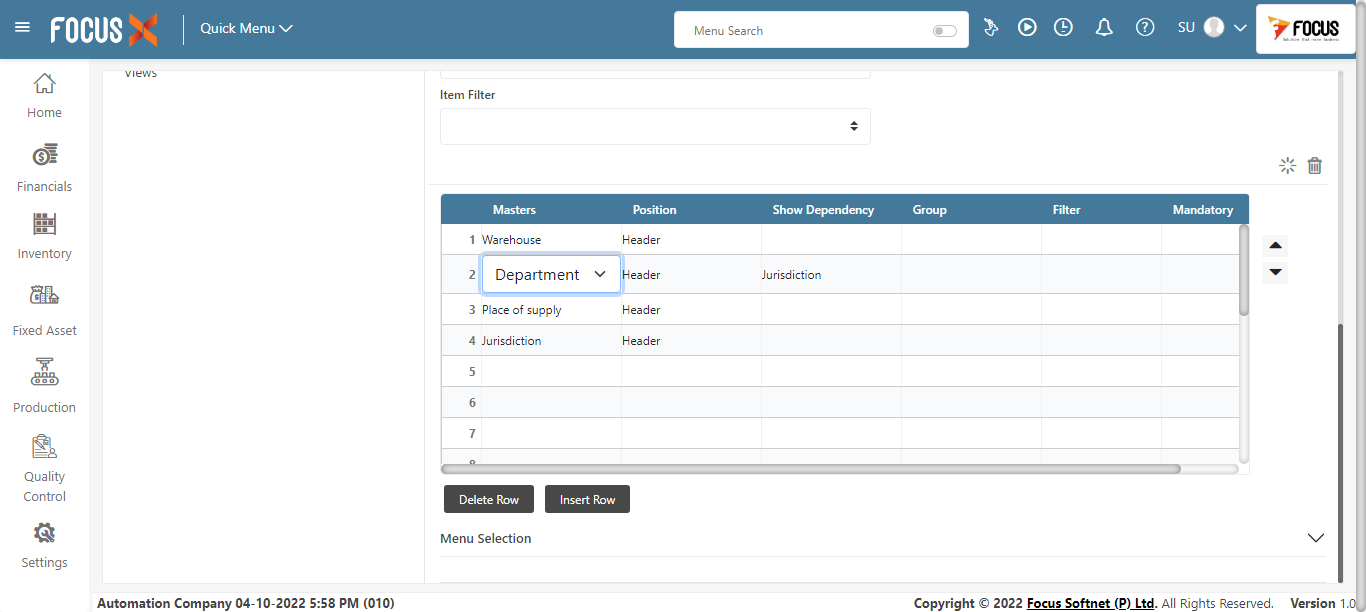 FOCUS X
Quick Menu
Menu Search
SU
FOCUS
Home
Financials
Inventory
Fixed Asset
Production
Quality
Control
Settings
Views
Item Filter
Masters Position Show Dependency Group Filter Mandatory
1 Warehouse Header
2 Department Header Jurisdiction
3 Place of supply Header
4 Jurisdiction Header
5
6
7
8
Delete Row Insert Row
Menu Selection
Automation Company 04-10-2022 5:58 PM (010)
Copyright © 2022 Focus Softnet (P) Ltd. All Rights Reserved. Version 1.0